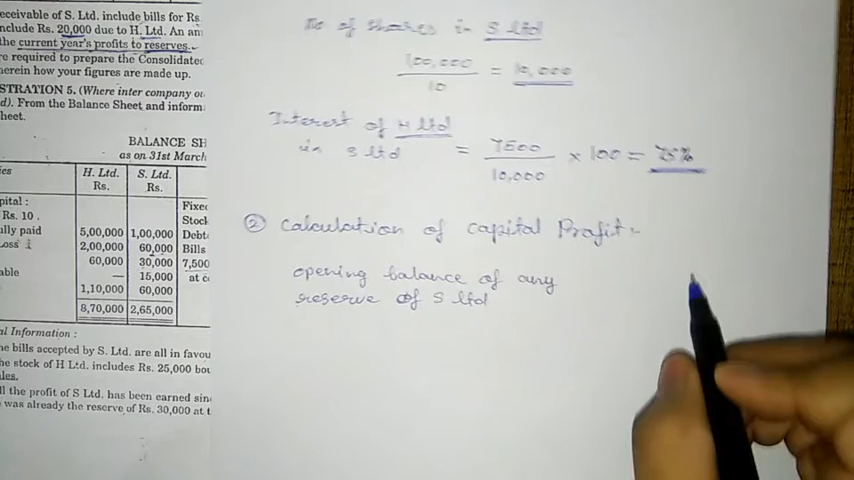 eceivable of S. Ltd. include bills for Rs
nclude Rs. 20,000 due to H. Ltd. An an
the current year's profits to reserves.
re required to prepare the Consolidate
herein how your figures are made up.
STRATION 5. (Where inter company o
d). From the Balance Sheet and inform
heet.
BALANCE SH
as on 31st March
es
H. Ltd. S. Ltd.
Rs. Rs.
pital: Fixed
Rs. 10. Stock
lly paid 5,00,000 1,00,000 Debt
Loss 2,00,000 60,000 Bills
60,000 30,000 7,500
able — 15,000 at c
1,10,000 60,000
8,70,000 2,65,000
al Information:
he bills accepted by S. Ltd. are all in favou
he stock of H Ltd. includes Rs. 25,000 bou
les.
ll the profit of S Ltd. has been earned sin
was already the reserve of Rs. 30,000 at t
No of shares in S Ltd
100,000
10
= 10,000
Interest of H Ltd
in S Ltd = 7500 × 100 = 75%
10,000
② Calculation of Capital Profit:-
opening balance of any
reserve of S Ltd